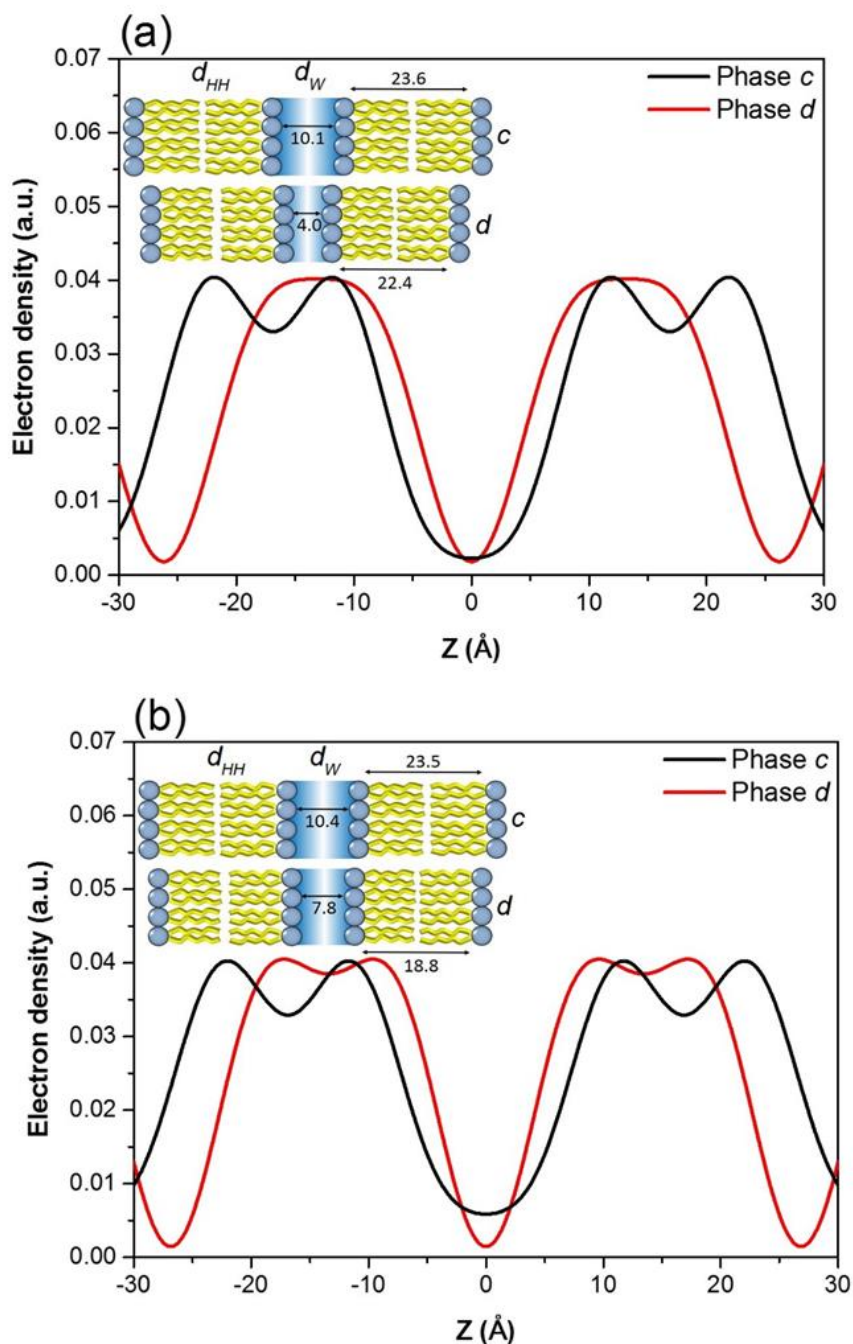 (a)
0.07
0.06
0.05
0.04
0.03
0.02
0.01
0.00
Electron density (a.u.)
d_HH d_W 23.6
10.1 c
4.0 d
22.4
Phase c
Phase d
-30 -20 -10 0 10 20 30
Z (Å)
(b)
0.07
0.06
0.05
0.04
0.03
0.02
0.01
0.00
Electron density (a.u.)
d_HH d_W 23.5
10.4 c
7.8 d
18.8
Phase c
Phase d
-30 -20 -10 0 10 20 30
Z (Å)